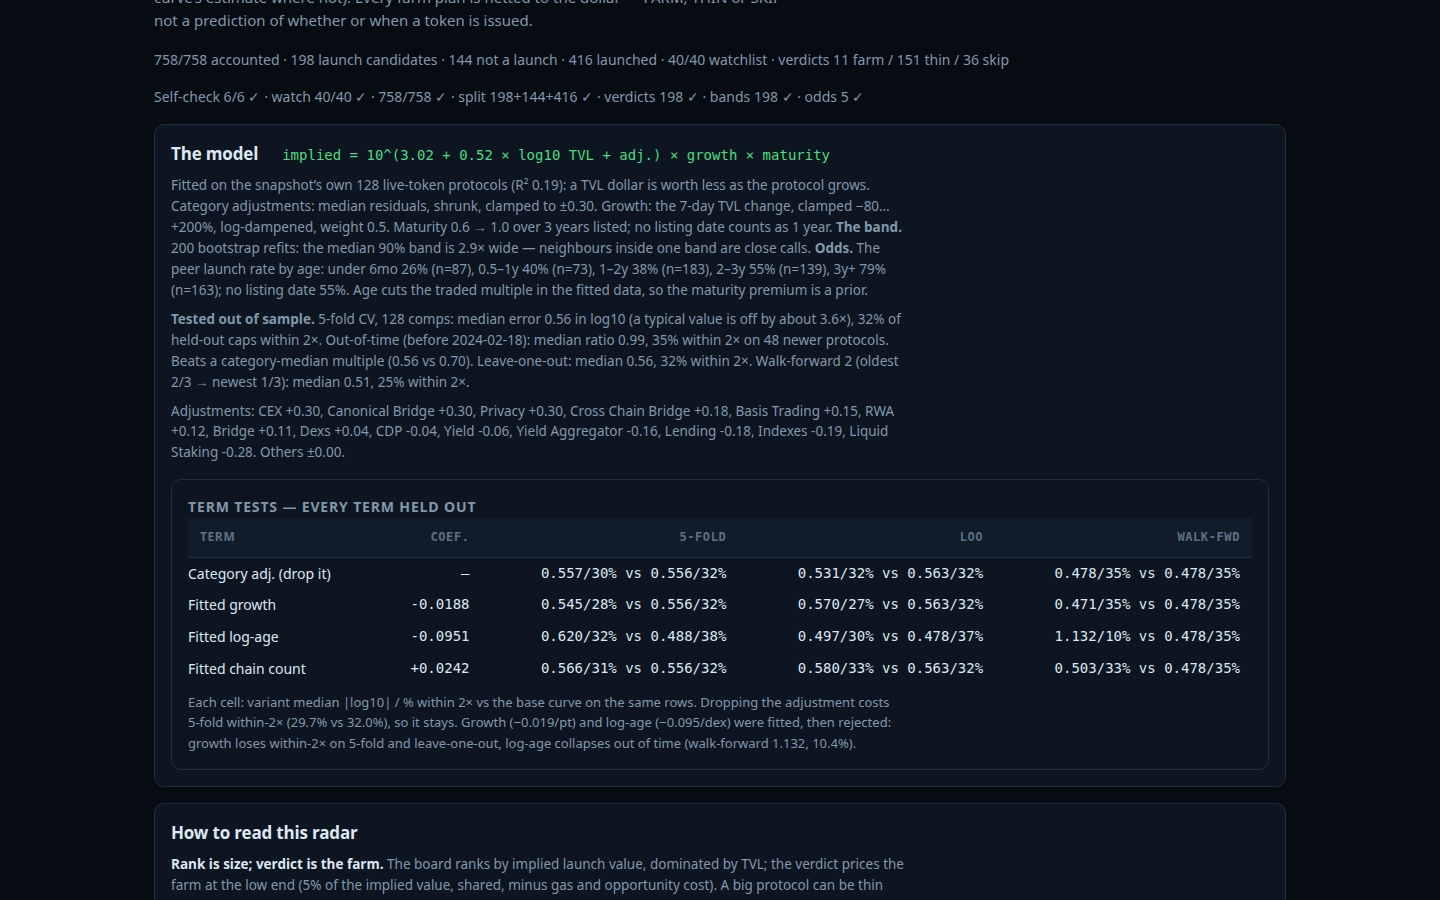 not a prediction of whether or when a token is issued.
758/758 accounted · 198 launch candidates · 144 not a launch · 416 launched · 40/40 watchlist · verdicts 11 farm / 151 thin / 36 skip
Self-check 6/6 ✓ · watch 40/40 ✓ · 758/758 ✓ · split 198+144+416 ✓ · verdicts 198 ✓ · bands 198 ✓ · odds 5 ✓
The model implied = 10^(3.02 + 0.52 × log10 TVL + adj.) × growth × maturity
Fitted on the snapshot's own 128 live-token protocols (R² 0.19): a TVL dollar is worth less as the protocol grows.
Category adjustments: median residuals, shrunk, clamped to ±0.30. Growth: the 7-day TVL change, clamped −80…
+200%, log-dampened, weight 0.5. Maturity 0.6 → 1.0 over 3 years listed; no listing date counts as 1 year. The band.
200 bootstrap refits: the median 90% band is 2.9× wide — neighbours inside one band are close calls. Odds. The
peer launch rate by age: under 6mo 26% (n=87), 0.5–1y 40% (n=73), 1–2y 38% (n=183), 2–3y 55% (n=139), 3y+ 79%
(n=163); no listing date 55%. Age cuts the traded multiple in the fitted data, so the maturity premium is a prior.
Tested out of sample. 5-fold CV, 128 comps: median error 0.56 in log10 (a typical value is off by about 3.6×), 32% of
held-out caps within 2×. Out-of-time (before 2024-02-18): median ratio 0.99, 35% within 2× on 48 newer protocols.
Beats a category-median multiple (0.56 vs 0.70). Leave-one-out: median 0.56, 32% within 2×. Walk-forward 2 (oldest
2/3 → newest 1/3): median 0.51, 25% within 2×.
Adjustments: CEX +0.30, Canonical Bridge +0.30, Privacy +0.30, Cross Chain Bridge +0.18, Basis Trading +0.15, RWA
+0.12, Bridge +0.11, Dexs +0.04, CDP -0.04, Yield -0.06, Yield Aggregator -0.16, Lending -0.18, Indexes -0.19, Liquid
Staking -0.28. Others ±0.00.
TERM TESTS — EVERY TERM HELD OUT
TERM COEF. 5-FOLD LOO WALK-FWD
Category adj. (drop it) — 0.557/30% vs 0.556/32% 0.531/32% vs 0.563/32% 0.478/35% vs 0.478/35%
Fitted growth -0.0188 0.545/28% vs 0.556/32% 0.570/27% vs 0.563/32% 0.471/35% vs 0.478/35%
Fitted log-age -0.0951 0.620/32% vs 0.488/38% 0.497/30% vs 0.478/37% 1.132/10% vs 0.478/35%
Fitted chain count +0.0242 0.566/31% vs 0.556/32% 0.580/33% vs 0.563/32% 0.503/33% vs 0.478/35%
Each cell: variant median |log10| / % within 2× vs the base curve on the same rows. Dropping the adjustment costs
5-fold within-2× (29.7% vs 32.0%), so it stays. Growth (−0.019/pt) and log-age (−0.095/dex) were fitted, then rejected:
growth loses within-2× on 5-fold and leave-one-out, log-age collapses out of time (walk-forward 1.132, 10.4%).
How to read this radar
Rank is size; verdict is the farm. The board ranks by implied launch value, dominated by TVL; the verdict prices the
farm at the low end (5% of the implied value, shared, minus gas and opportunity cost). A big protocol can be thin